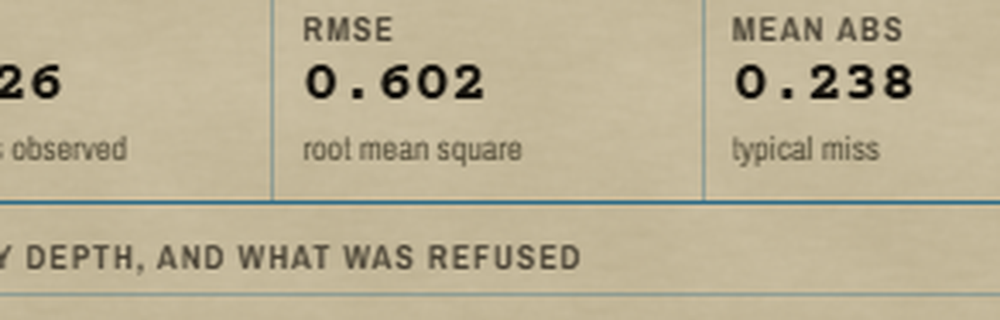 RMSE MEAN ABS
26 0.602 0.238
observed root mean square typical miss
DEPTH, AND WHAT WAS REFUSED